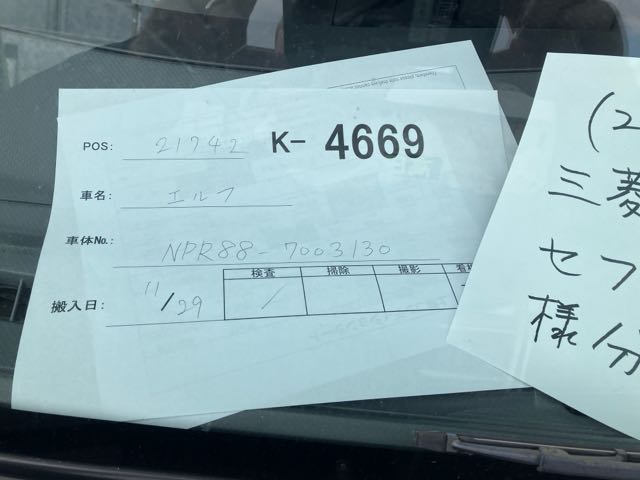 POS: 21742 K- 4669
車名: エルフ
車体No.: NPR88-7003130
搬入日: 11/29
検査 掃除 撮影
(2
三菱
セフ
様分